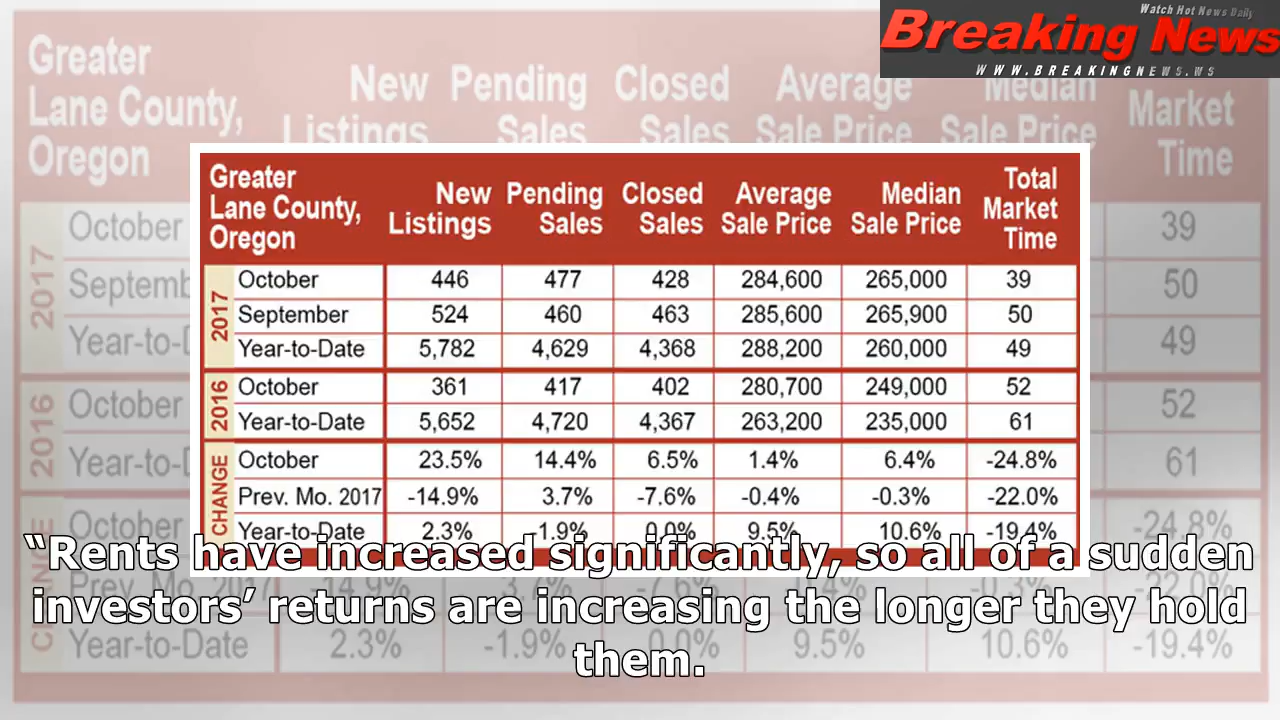 Watch Hot News Daily
Breaking News
WWW.BREAKINGNEWS.WS
Greater
Lane County,
Oregon
New Listings
Pending Sales
Closed Sales
Average Sale Price
Median Sale Price
Total Market Time
2017
October 446 477 428 284,600 265,000 39
September 524 460 463 285,600 265,900 50
Year-to-Date 5,782 4,629 4,368 288,200 260,000 49
2016
October 361 417 402 280,700 249,000 52
Year-to-Date 5,652 4,720 4,367 263,200 235,000 61
CHANGE
October 23.5% 14.4% 6.5% 1.4% 6.4% -24.8%
Prev. Mo. 2017 -14.9% 3.7% -7.6% -0.4% -0.3% -22.0%
Year-to-Date 2.3% -1.9% 0.0% 9.5% 10.6% -19.4%
“Rents have increased significantly, so all of a sudden
investors’ returns are increasing the longer they hold
them.